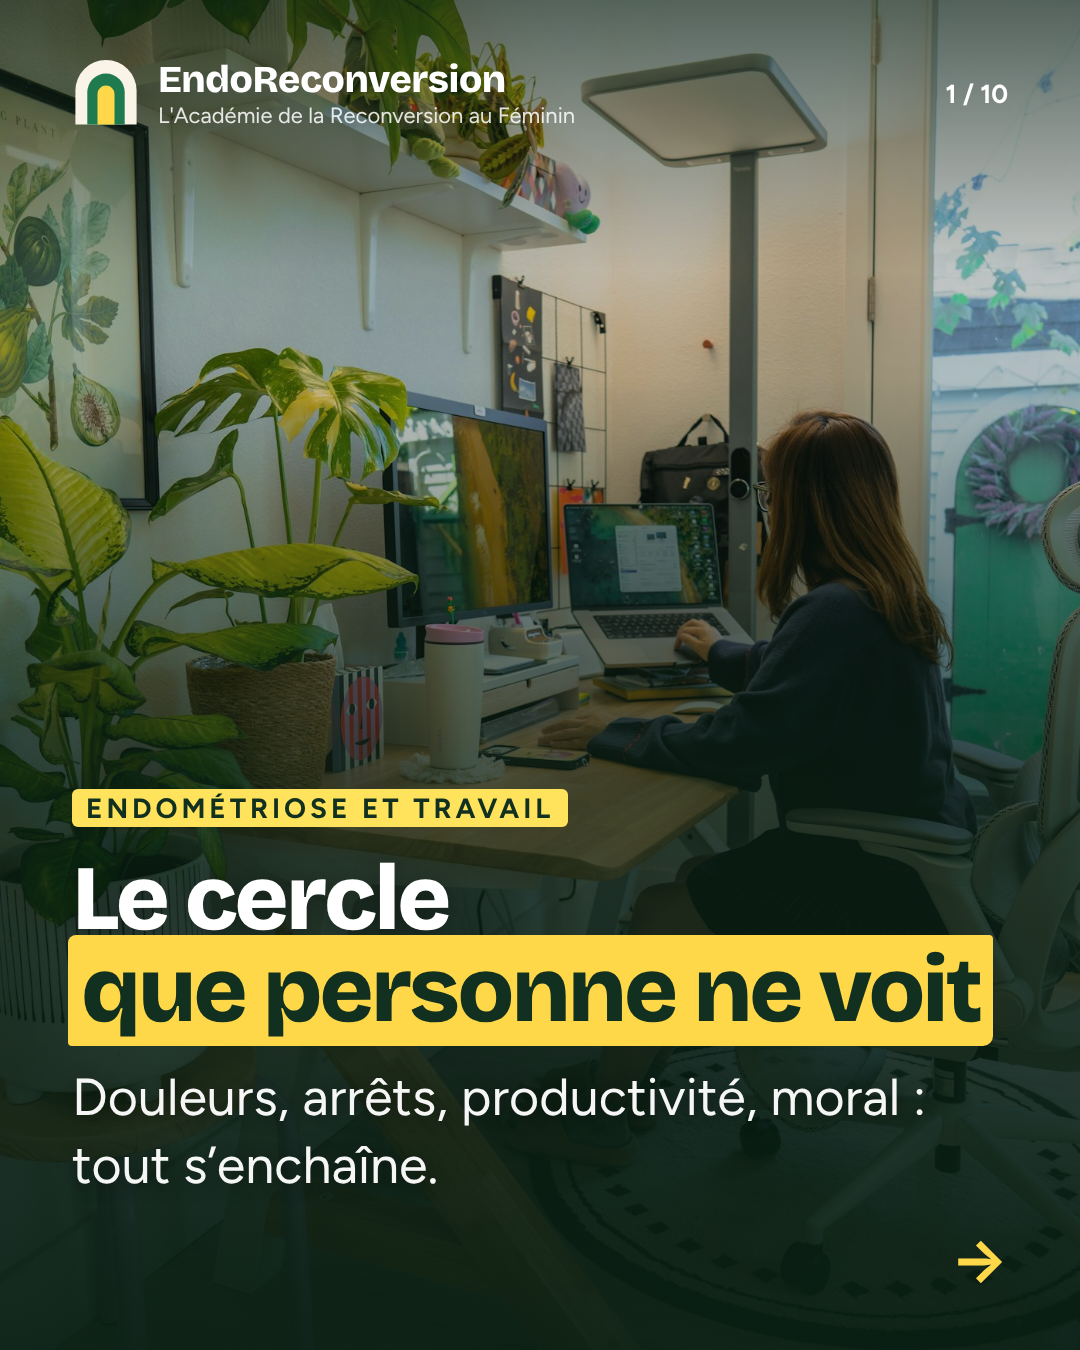 EndoReconversion
L'Académie de la Reconversion au Féminin
1 / 10
G PLANT
ENDOMÉTRIOSE ET TRAVAIL
Le cercle
que personne ne voit
Douleurs, arrêts, productivité, moral :
tout s’enchaîne.